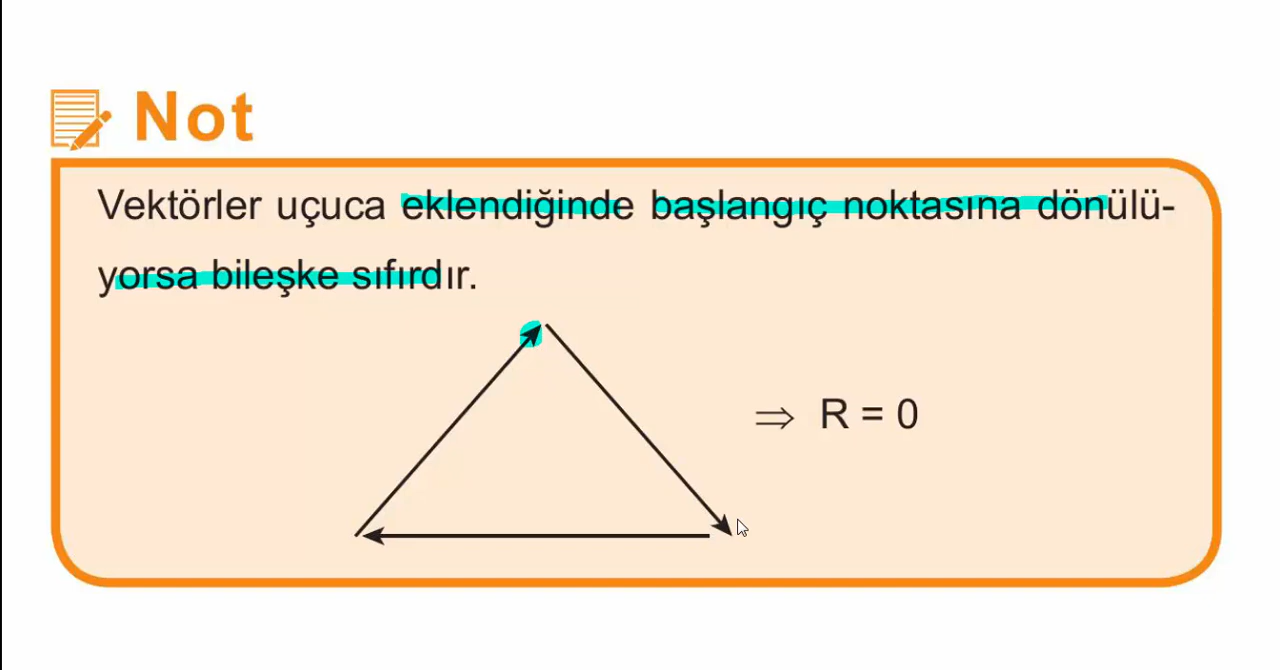 Not
Vektörler uçuca eklendiğinde başlangıç noktasına dönülü-
yorsa bileşke sıfırdır.
⇒ R = 0